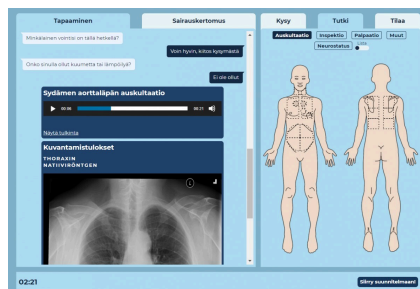 Tapaaminen
Sairauskertomus
Minkälainen vointisi on tällä hetkellä?
Voin hyvin, kiitos kysymästä
Onko sinulla ollut kuumetta tai lämpöilyä?
Ei ole ollut
Sydämen aorttaläpän auskultaatio
00:06
00:27
Näytä tulkinta
Kuvantamistulokset
THORAXIN
NATIIVIRÖNTGEN
L
02:21
Kysy
Tutki
Tilaa
Auskultaatio
Inspektio
Palpaatio
Muut
Neurostatus
Siirry suunnitelmaani